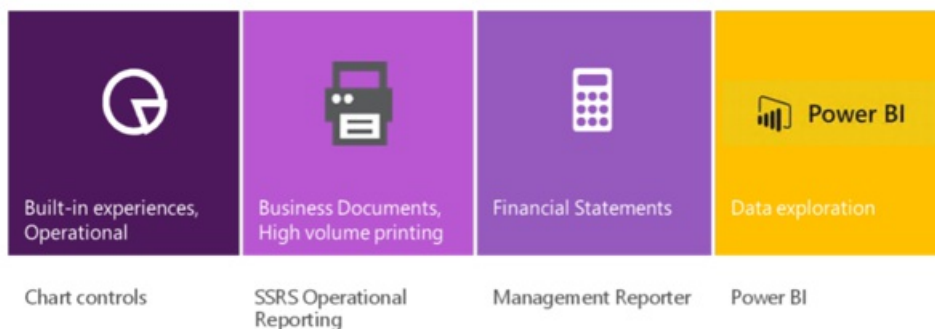 Power BI
Built-in experiences,
Operational
Business Documents,
High volume printing
Financial Statements
Data exploration
Chart controls
SSRS Operational
Reporting
Management Reporter
Power BI